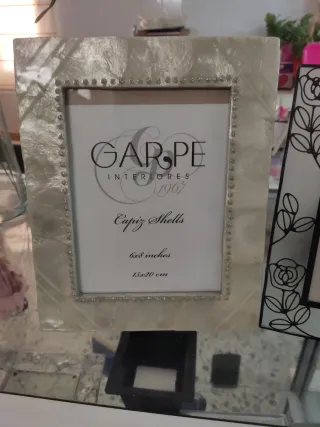 GARPE
INTERIORES
1967
Capiz Shells
6x8 inches
15x20 cm